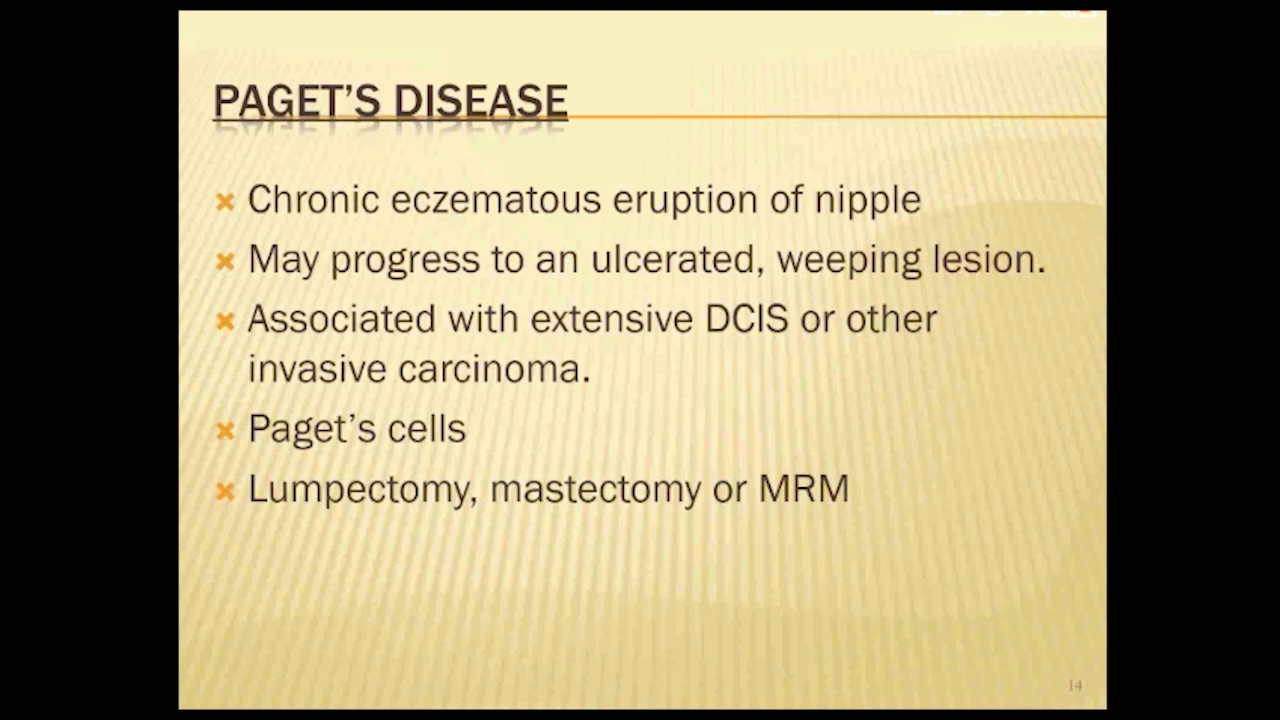 PAGET’S DISEASE
Chronic eczematous eruption of nipple
May progress to an ulcerated, weeping lesion.
Associated with extensive DCIS or other
invasive carcinoma.
Paget’s cells
Lumpectomy, mastectomy or MRM
14